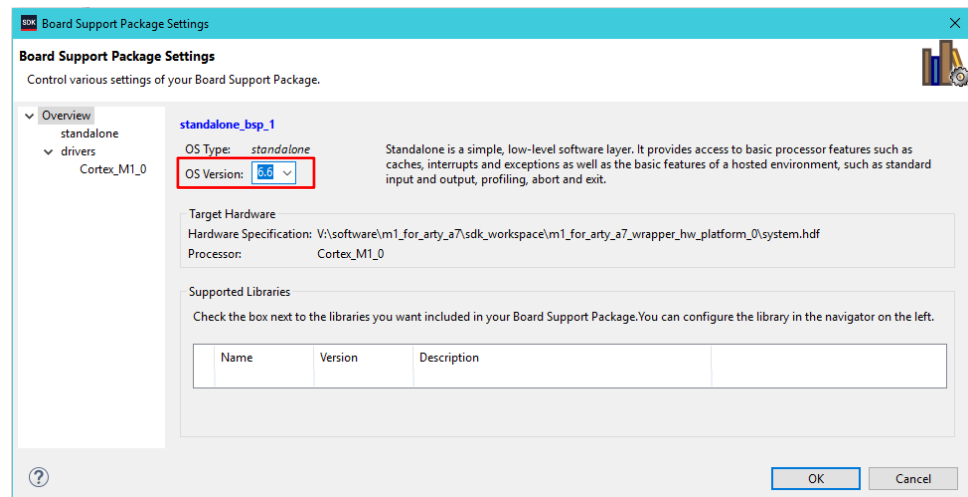 SDK Board Support Package Settings
Board Support Package Settings
Control various settings of your Board Support Package.
Overview
standalone
drivers
Cortex_M1_0
standalone_bsp_1
OS Type: standalone
OS Version: 6.6
Standalone is a simple, low-level software layer. It provides access to basic processor features such as
caches, interrupts and exceptions as well as the basic features of a hosted environment, such as standard
input and output, profiling, abort and exit.
Target Hardware
Hardware Specification: V:\software\m1_for_arty_a7\sdk_workspace\m1_for_arty_a7_wrapper_hw_platform_0\system.hdf
Processor: Cortex_M1_0
Supported Libraries
Check the box next to the libraries you want included in your Board Support Package.You can configure the library in the navigator on the left.
Name Version Description
? OK Cancel